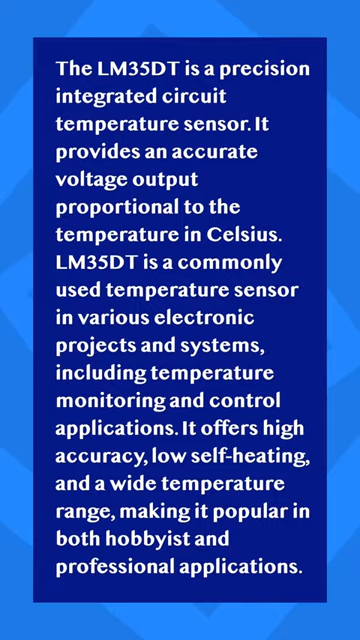 The LM35DT is a precision
integrated circuit
temperature sensor. It
provides an accurate
voltage output
proportional to the
temperature in Celsius.
LM35DT is a commonly
used temperature sensor
in various electronic
projects and systems,
including temperature
monitoring and control
applications. It offers high
accuracy, low self-heating,
and a wide temperature
range, making it popular in
both hobbyist and
professional applications.